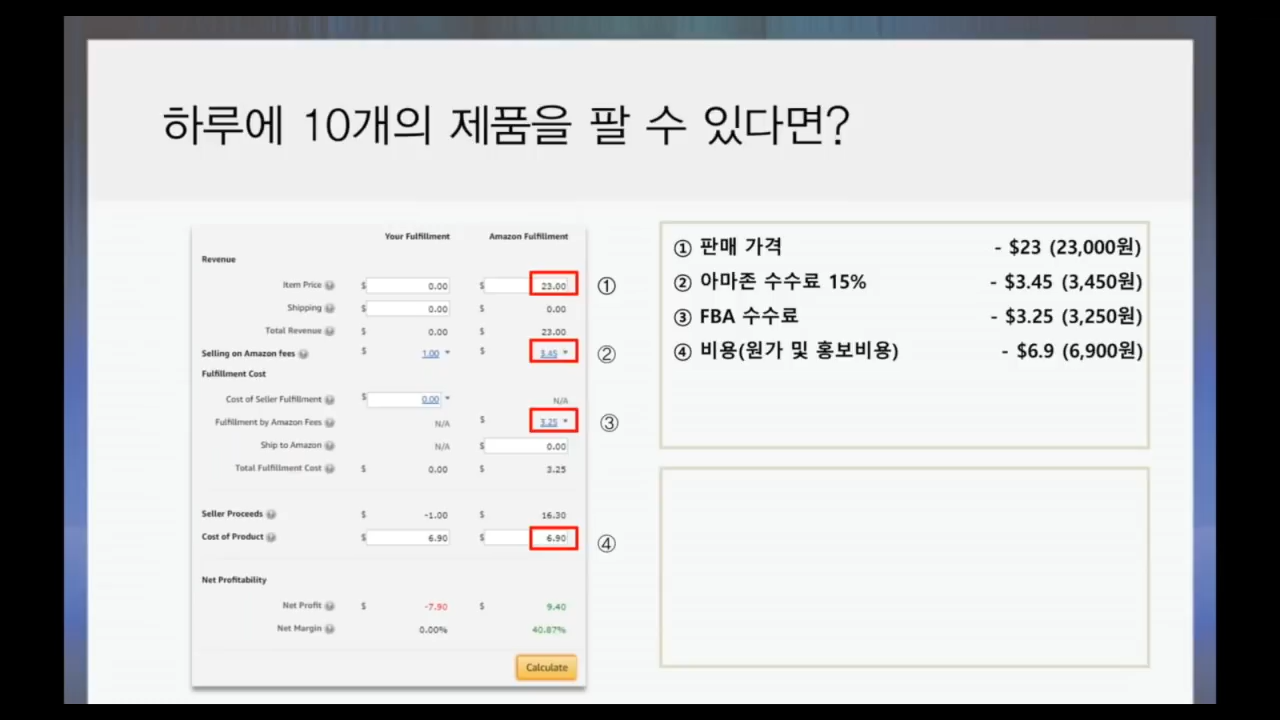 하루에 10개의 제품을 팔 수 있다면?
Your Fulfillment Amazon Fulfillment
Revenue
Item Price $ 0.00 $ 23.00 ①
Shipping $ 0.00 $ 0.00
Total Revenue $ 0.00 $ 23.00
Selling on Amazon fees $ 1.00 $ 3.45 ②
Fulfillment Cost
Cost of Seller Fulfillment $ 0.00 N/A
Fulfillment by Amazon Fees N/A $ 3.25 ③
Ship to Amazon N/A $ 0.00
Total Fulfillment Cost $ 0.00 $ 3.25
Seller Proceeds $ -1.00 $ 16.30
Cost of Product $ 6.90 $ 6.90 ④
Net Profitability
Net Profit $ -7.90 $ 9.40
Net Margin 0.00% 40.87%
Calculate
① 판매 가격 - $23 (23,000원)
② 아마존 수수료 15% - $3.45 (3,450원)
③ FBA 수수료 - $3.25 (3,250원)
④ 비용(원가 및 홍보비용) - $6.9 (6,900원)